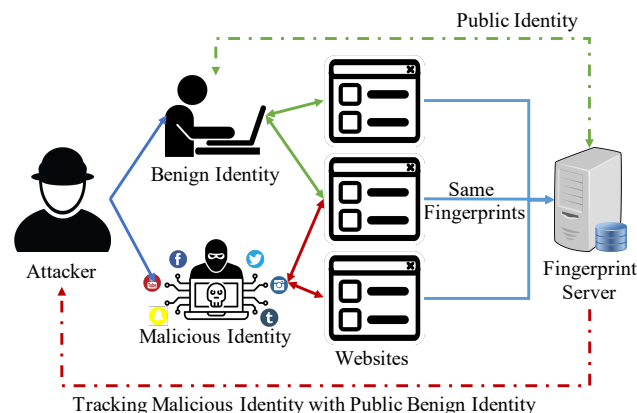 Public Identity
Benign Identity
Same
Fingerprints
Attacker
Fingerprint
Server
You
f
t
Malicious Identity
Websites
Tracking Malicious Identity with Public Benign Identity